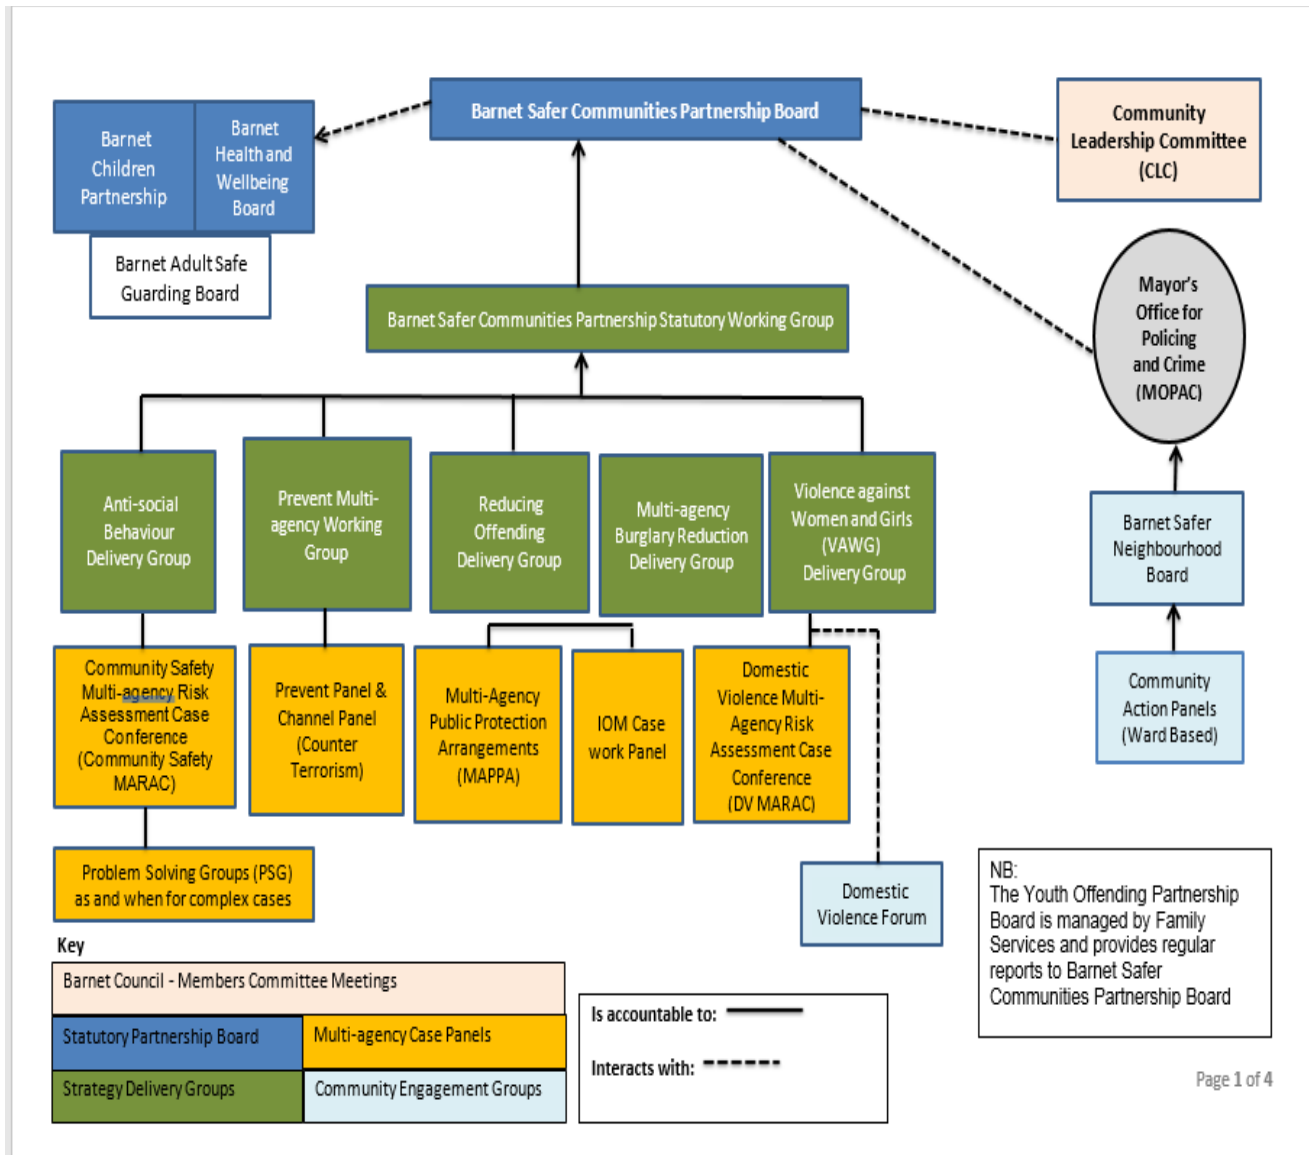 Barnet Safer Communities Partnership Board
Barnet
Children
Partnership
Barnet
Health and
Wellbeing
Board
Community
Leadership Committee
(CLC)
Barnet Adult Safe
Guarding Board
Mayor's
Office for
Policing
and Crime
(MOPAC)
Barnet Safer Communities Partnership Statutory Working Group
Anti-social
Behaviour
Delivery Group
Prevent Multi-
agency Working
Group
Reducing
Offending
Delivery Group
Multi-agency
Burglary Reduction
Delivery Group
Violence against
Women and Girls
(VAWG)
Delivery Group
Barnet Safer
Neighbourhood
Board
Community Safety
Multi-agency Risk
Assessment Case
Conference
(Community Safety
MARAC)
Prevent Panel &
Channel Panel
(Counter
Terrorism)
Multi-Agency
Public Protection
Arrangements
(MAPPA)
IOM Case
work Panel
Domestic
Violence Multi-
Agency Risk
Assessment Case
Conference
(DV MARAC)
Community
Action Panels
(Ward Based)
Problem Solving Groups (PSG)
as and when for complex cases
Domestic
Violence Forum
NB:
The Youth Offending Partnership
Board is managed by Family
Services and provides regular
reports to Barnet Safer
Communities Partnership Board
Key
Barnet Council - Members Committee Meetings
Statutory Partnership Board
Multi-agency Case Panels
Strategy Delivery Groups
Community Engagement Groups
Is accountable to:
Interacts with:
Page 1 of 4